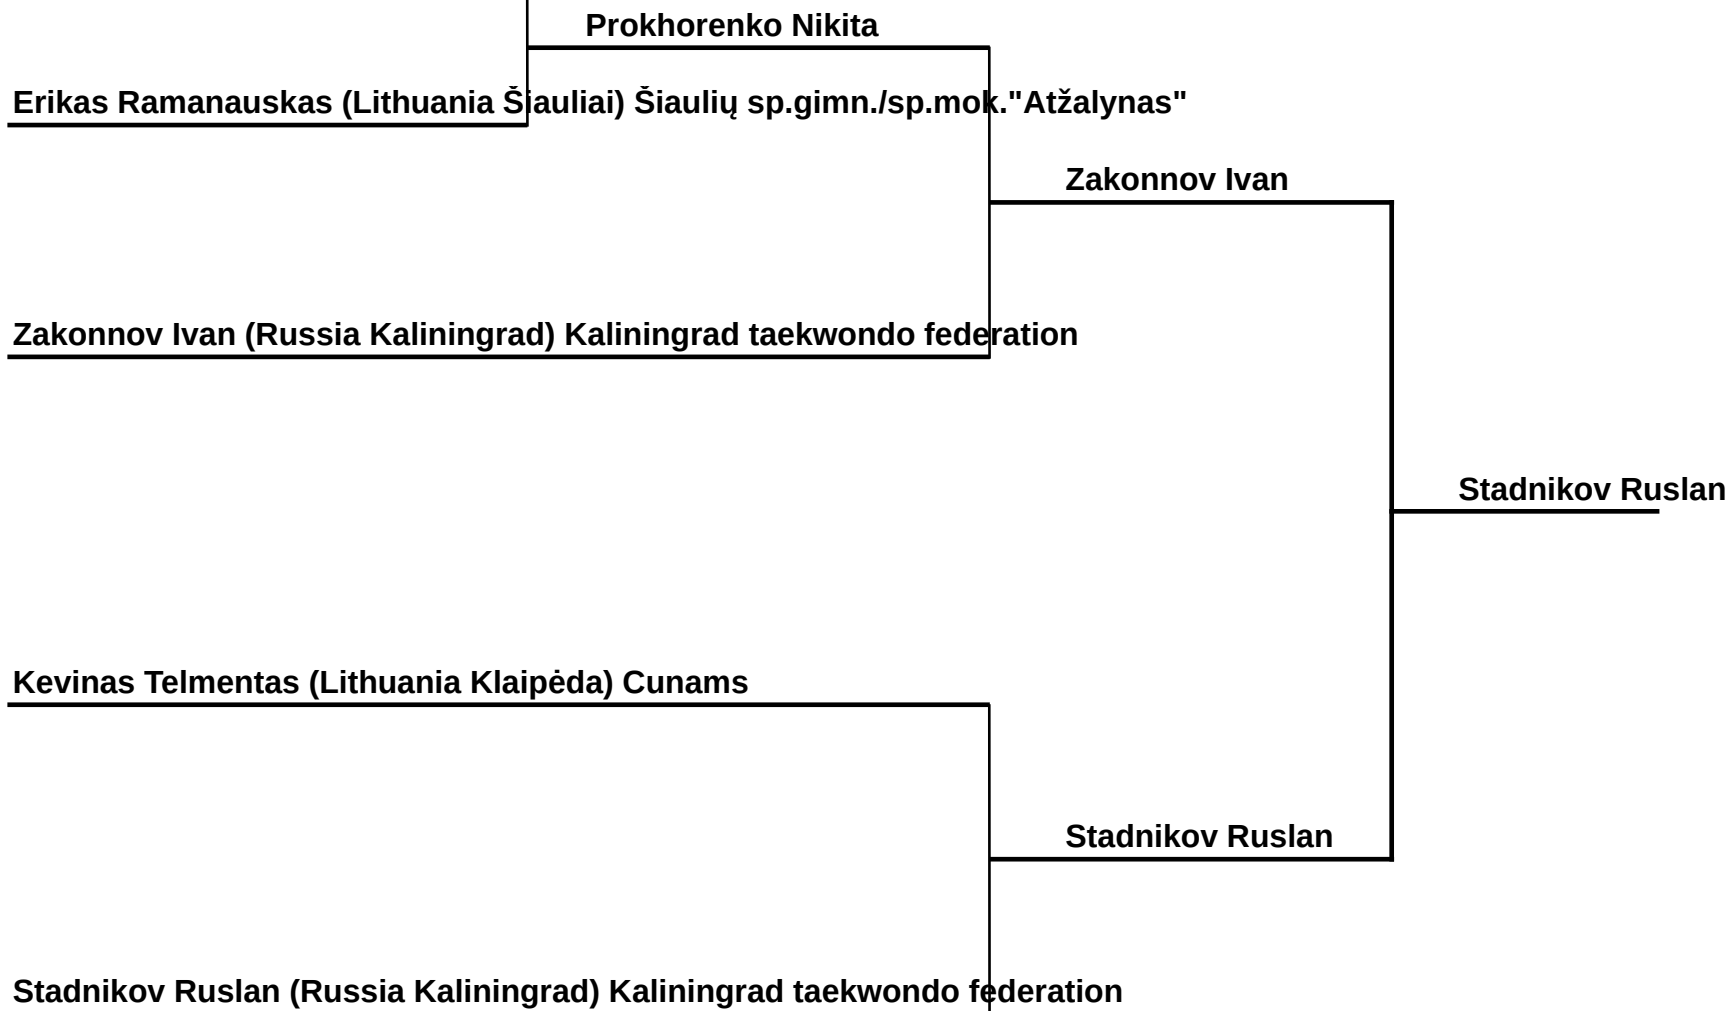 Prokhorenko Nikita
Erikas Ramanauskas (Lithuania Šiauliai) Šiaulių sp.gimn./sp.mok."Atžalynas"
Zakonnov Ivan
Zakonnov Ivan (Russia Kaliningrad) Kaliningrad taekwondo federation
Stadnikov Ruslan
Kevinas Telmentas (Lithuania Klaipėda) Cunams
Stadnikov Ruslan
Stadnikov Ruslan (Russia Kaliningrad) Kaliningrad taekwondo federation